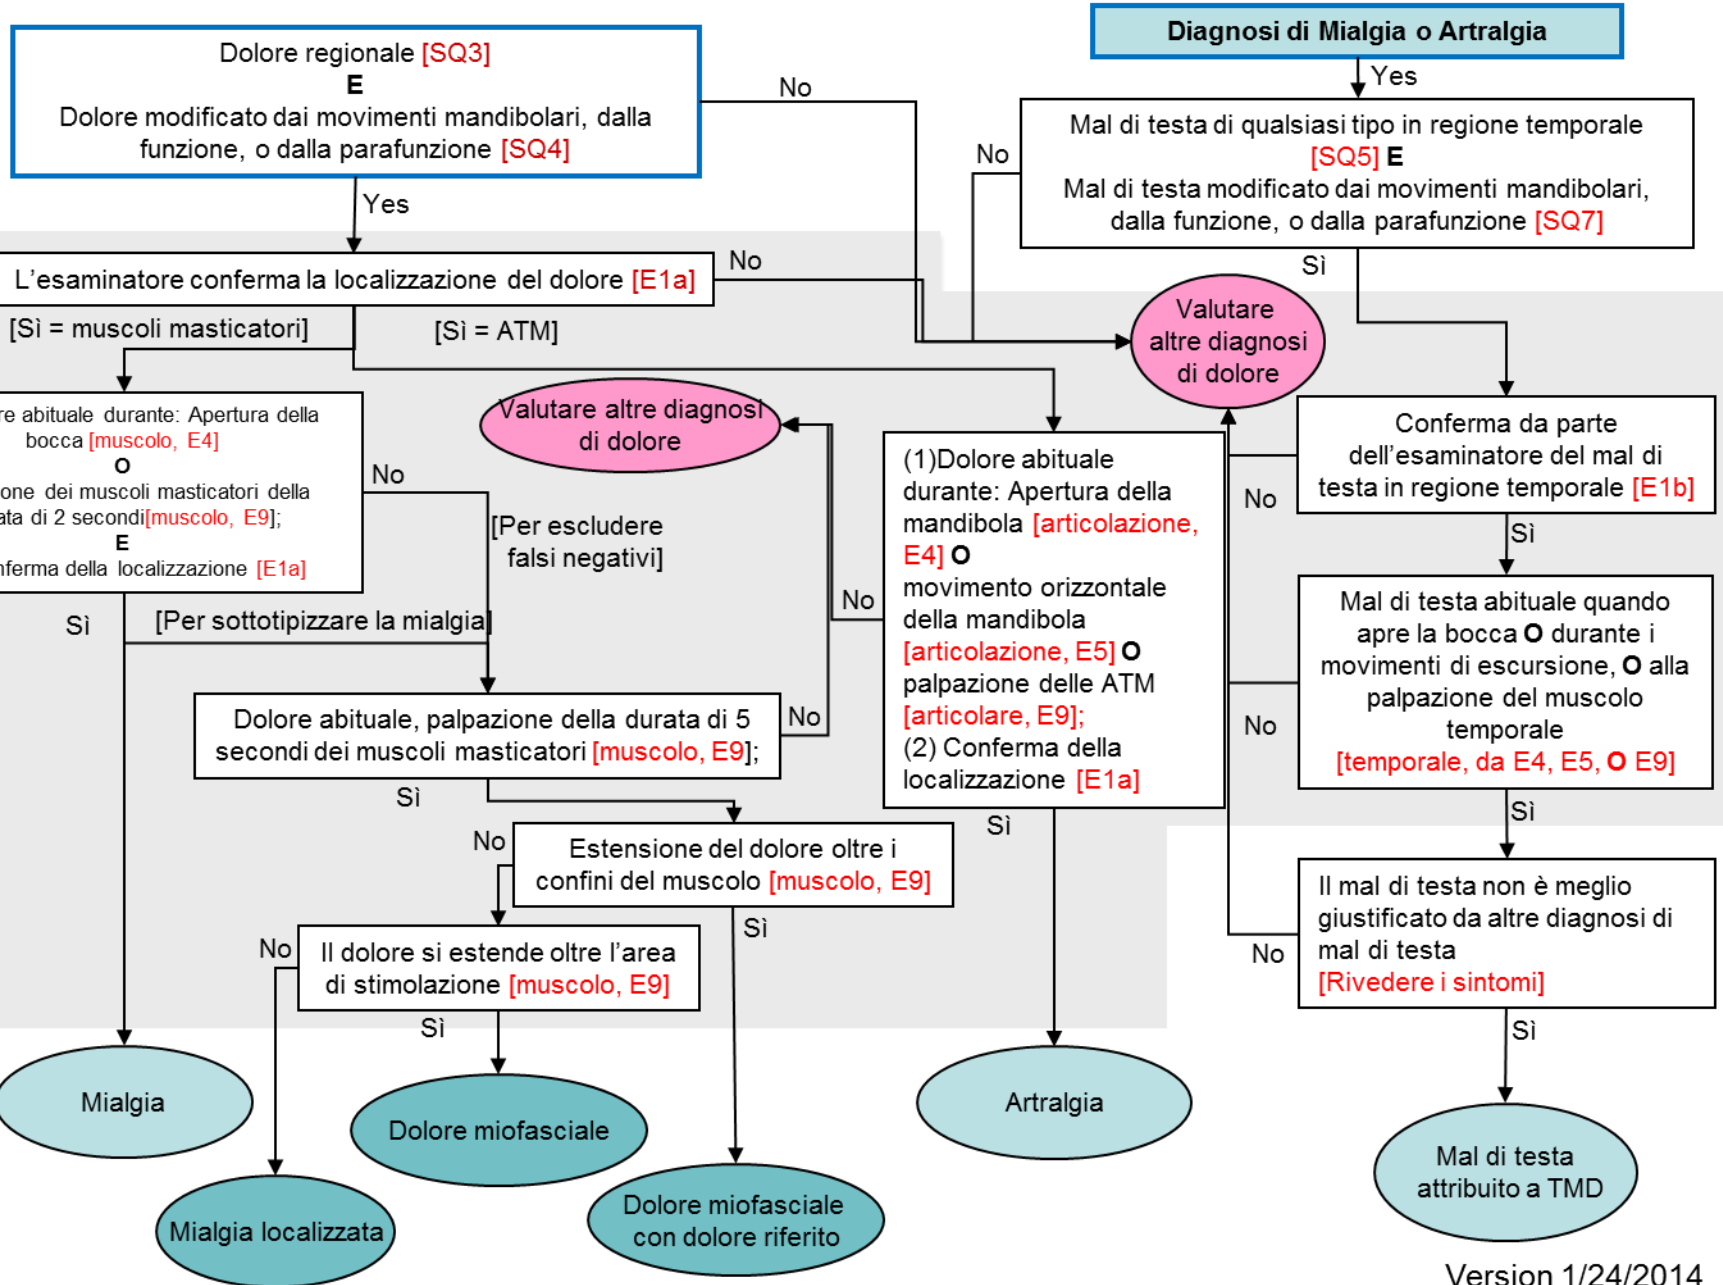 Dolore regionale [SQ3]
E
Dolore modificato dai movimenti mandibolari, dalla
funzione, o dalla parafunzione [SQ4]
No
Yes
Diagnosi di Mialgia o Artralgia
Yes
Mal di testa di qualsiasi tipo in regione temporale
[SQ5] E
Mal di testa modificato dai movimenti mandibolari,
dalla funzione, o dalla parafunzione [SQ7]
No
Sì
L'esaminatore conferma la localizzazione del dolore [E1a]
No
[Sì = muscoli masticatori]
[Sì = ATM]
Valutare
altre diagnosi
di dolore
abituale durante: Apertura della
bocca [muscolo, E4]
O
dei muscoli masticatori della
di 2 secondi[muscolo, E9];
E
della localizzazione [E1a]
No
Sì
[Per escludere
falsi negativi]
[Per sottotipizzare la mialgia]
Valutare altre diagnosi
di dolore
(1)Dolore abituale
durante: Apertura della
mandibola [articolazione,
E4] O
movimento orizzontale
della mandibola
[articolazione, E5] O
palpazione delle ATM
[articolare, E9];
(2) Conferma della
localizzazione [E1a]
No
Sì
Conferma da parte
dell'esaminatore del mal di
testa in regione temporale [E1b]
No
Sì
Mal di testa abituale quando
apre la bocca O durante i
movimenti di escursione, O alla
palpazione del muscolo
temporale
[temporale, da E4, E5, O E9]
No
Sì
Dolore abituale, palpazione della durata di 5
secondi dei muscoli masticatori [muscolo, E9];
No
Sì
Estensione del dolore oltre i
confini del muscolo [muscolo, E9]
No
Sì
Il dolore si estende oltre l'area
di stimolazione [muscolo, E9]
No
Sì
Il mal di testa non è meglio
giustificato da altre diagnosi di
mal di testa
[Rivedere i sintomi]
No
Sì
Mialgia
Dolore miofasciale
Artralgia
Mal di testa
attribuito a TMD
Mialgia localizzata
Dolore miofasciale
con dolore riferito
Version 1/24/2014